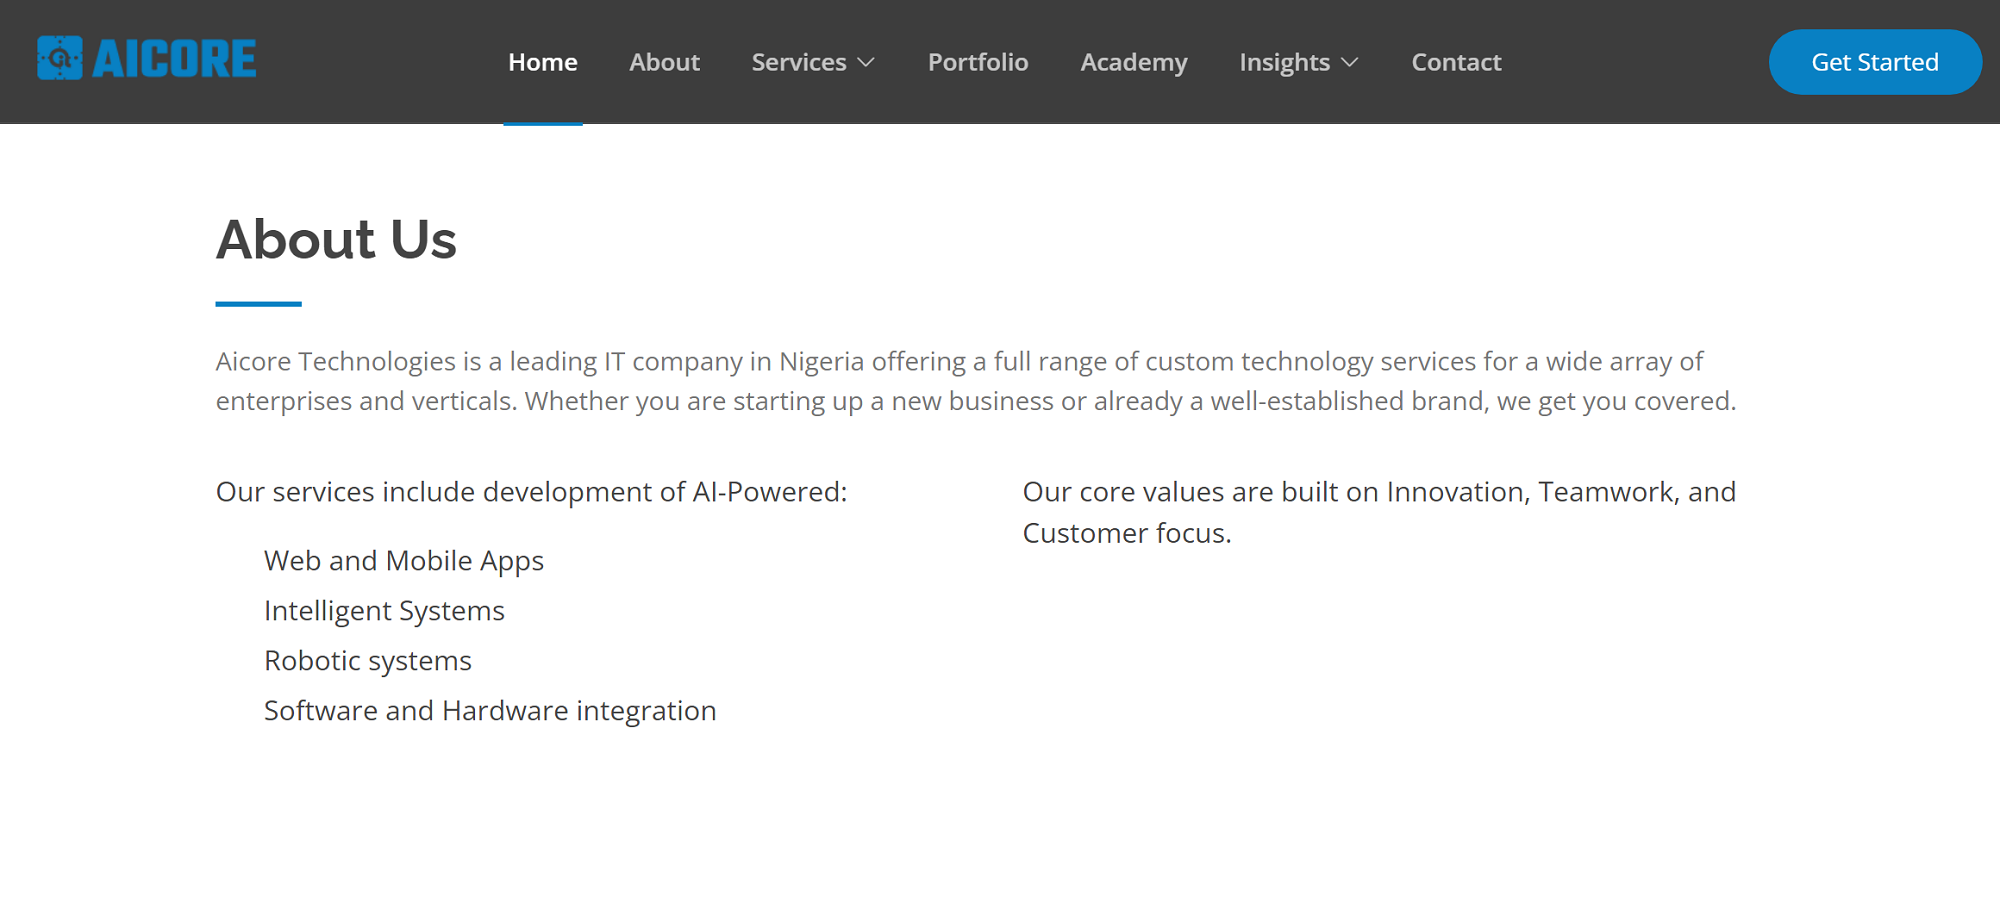 AICORE
Home
About
Services
Portfolio
Academy
Insights
Contact
Get Started
About Us
Aicore Technologies is a leading IT company in Nigeria offering a full range of custom technology services for a wide array of
enterprises and verticals. Whether you are starting up a new business or already a well-established brand, we get you covered.
Our services include development of AI-Powered:
Web and Mobile Apps
Intelligent Systems
Robotic systems
Software and Hardware integration
Our core values are built on Innovation, Teamwork, and
Customer focus.